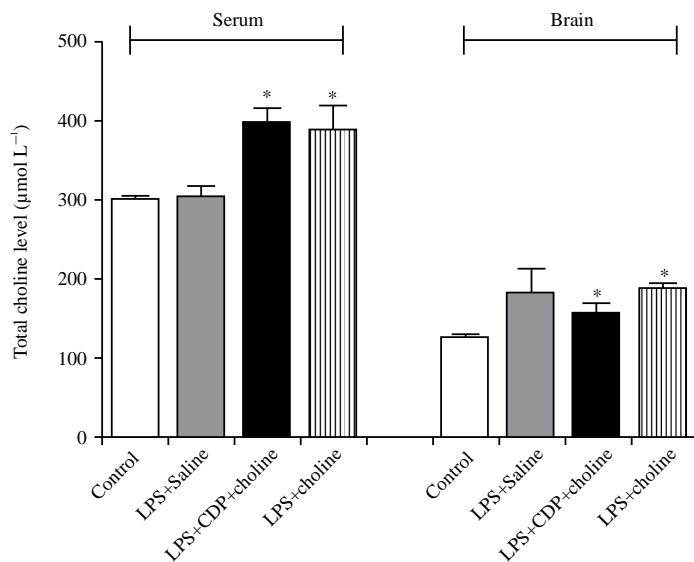 Serum
Brain
500
400
300
200
100
0
Total choline level (µmol L⁻¹)
*
*
*
*
Control
LPS+Saline
LPS+CDP+choline
LPS+choline
Control
LPS+Saline
LPS+CDP+choline
LPS+choline